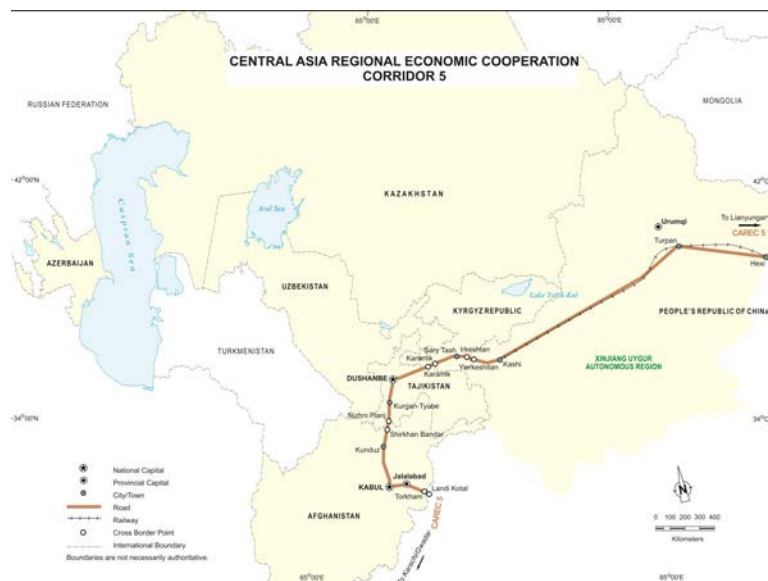 65°00'E
85°00'E
CENTRAL ASIA REGIONAL ECONOMIC COOPERATION
CORRIDOR 5
RUSSIAN FEDERATION
MONGOLIA
42°00'N
42°00'N
KAZAKHSTAN
Caspian Sea
Aral Sea
Urumqi
To Lianyungang
CAREC 5
Turpan
Hexi
AZERBAIJAN
UZBEKISTAN
Lake Issyk-Kul
KYRGYZ REPUBLIC
PEOPLE'S REPUBLIC OF CHINA
TURKMENISTAN
Sary Tash
Irkeshtan
Karamik
Karamik
Yierkeshitan
Kashi
XINJIANG UYGUR
AUTONOMOUS REGION
DUSHANBE
TAJIKISTAN
Kurgan-Tyube
Nizhni Pianj
34°00'N
34°00'N
Shirkhan Bandar
Kunduz
Jalalabad
KABUL
Landi Kotal
Torkham
AFGHANISTAN
CAREC 5
To Karachi/Gwadar
National Capital
Provincial Capital
City/Town
Road
Railway
Cross Border Point
International Boundary
Boundaries are not necessarily authoritative.
N
0 100 200 300 400
Kilometers
65°00'E
85°00'E